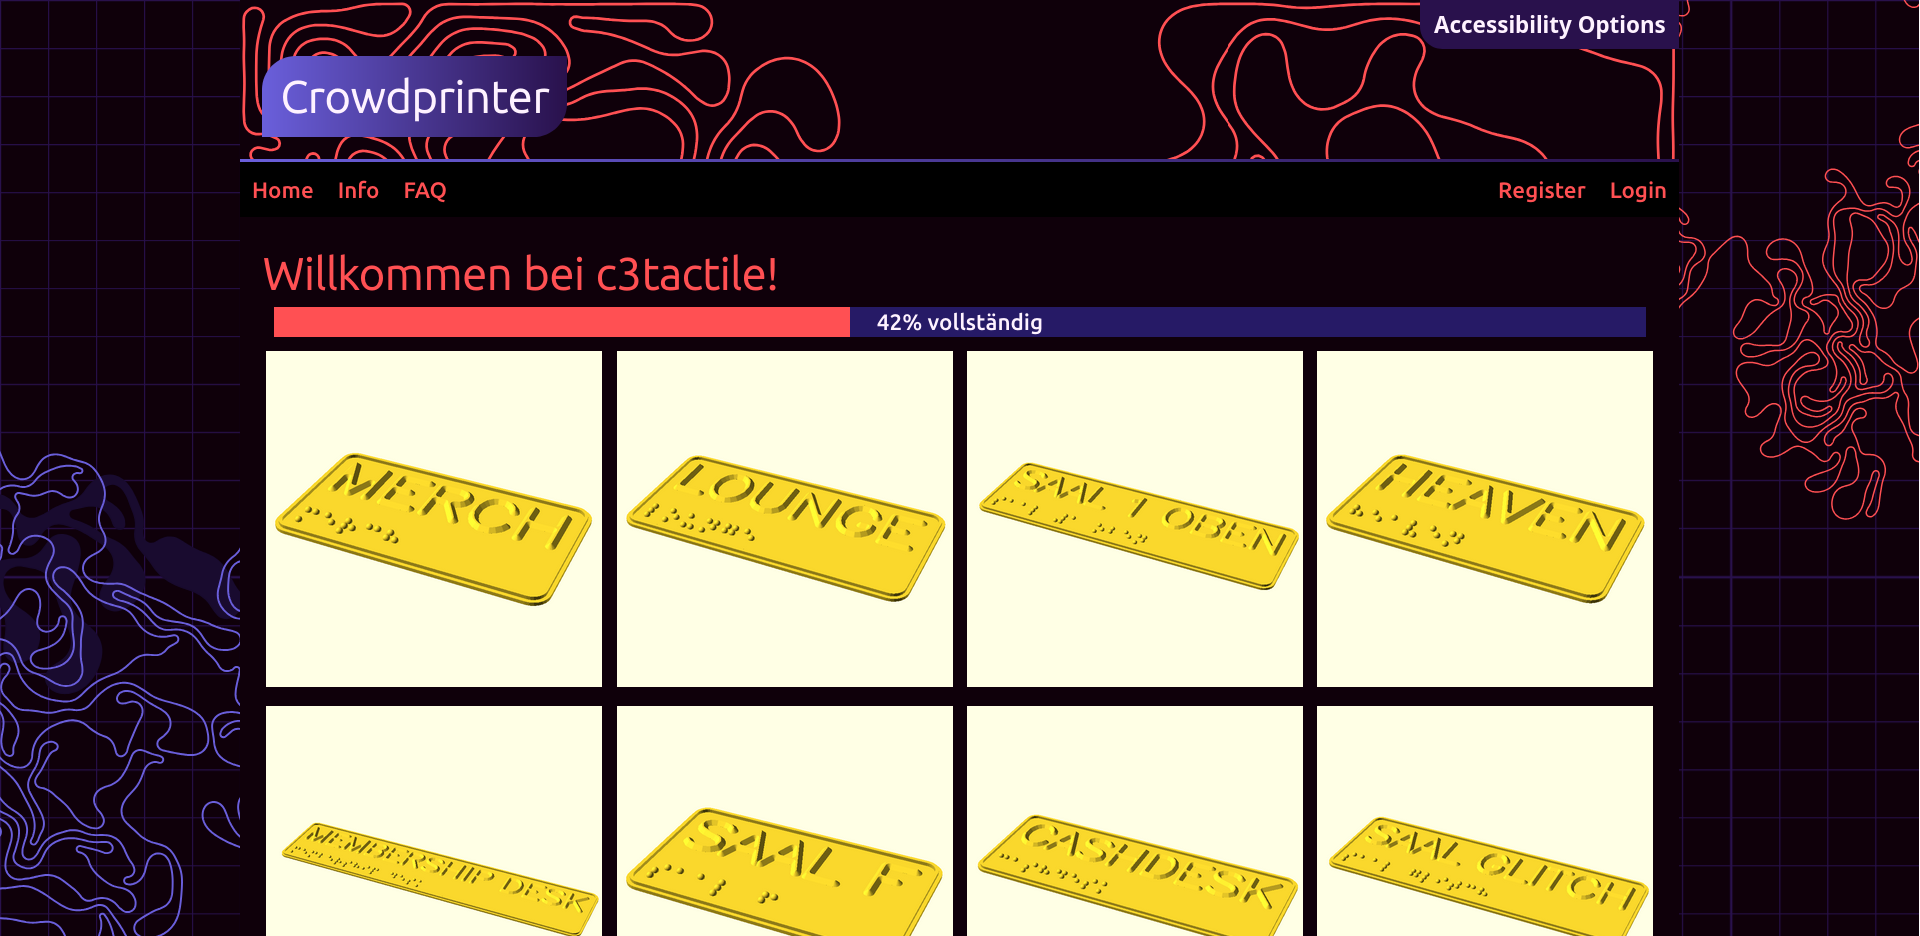 Accessibility Options
Crowdprinter
Home Info FAQ Register Login
Willkommen bei c3tactile!
42% vollständig
MERCH
LOUNGE
SAAL 1 OBEN
HEAVEN
MEMBERSHIP DESK
SAAL F
CASHDESK
SAAL GLITCH